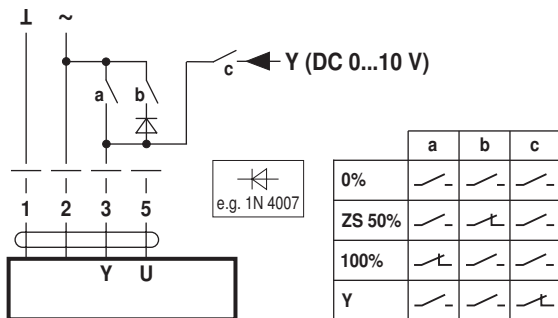 ⊥ ~
a b c Y (DC 0...10 V)
1 2 3 5
Y U
e.g. 1N 4007
a b c
0%
ZS 50%
100%
Y